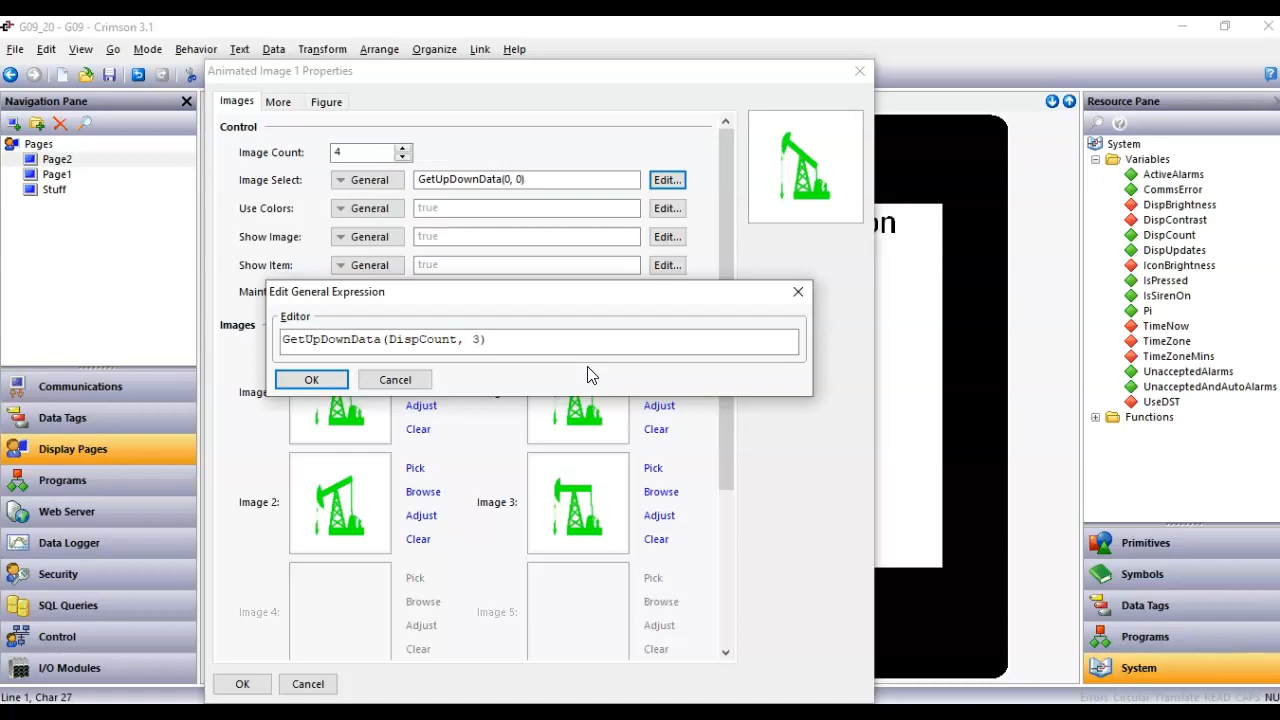 G09_20 - G09 - Crimson 3.1
File Edit View Go Mode Behavior Text Data Transform Arrange Organize Link Help
Navigation Pane
Pages
Page2
Page1
Stuff
Communications
Data Tags
Display Pages
Programs
Web Server
Data Logger
Security
SQL Queries
Control
I/O Modules
Line 1, Char 27
Animated Image 1 Properties
Images More Figure
Control
Image Count: 4
Image Select: General GetUpDownData(0, 0) Edit...
Use Colors: General true Edit...
Show Image: General true Edit...
Show Item: General true Edit...
Edit General Expression
Editor
GetUpDownData(DispCount, 3)
OK Cancel
Images
Adjust Adjust
Clear Clear
Pick Pick
Browse Browse
Image 2: Image 3:
Adjust Adjust
Clear Clear
Pick Pick
Browse Browse
Image 4: Image 5:
Adjust Adjust
Clear Clear
OK Cancel
on
Resource Pane
System
Variables
ActiveAlarms
CommsError
DispBrightness
DispContrast
DispCount
DispUpdates
IconBrightness
IsPressed
IsSirenOn
Pi
TimeNow
TimeZone
TimeZoneMins
UnacceptedAlarms
UnacceptedAndAutoAlarms
UseDST
Functions
Primitives
Symbols
Data Tags
Programs
System
Errors Circular Translate READ CAPS NU